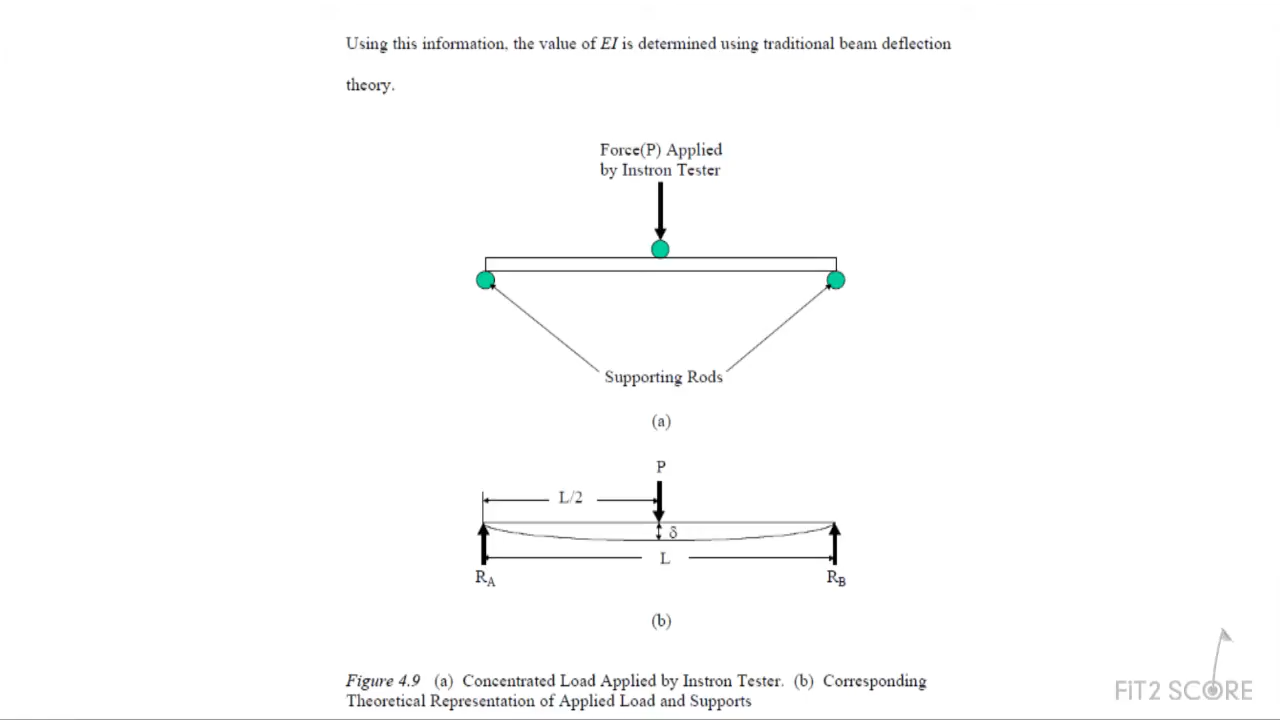 Using this information, the value of EI is determined using traditional beam deflection
theory.
Force(P) Applied
by Instron Tester
Supporting Rods
(a)
P
L/2
δ
L
RA
RB
(b)
Figure 4.9 (a) Concentrated Load Applied by Instron Tester. (b) Corresponding
Theoretical Representation of Applied Load and Supports
FIT2 SCORE